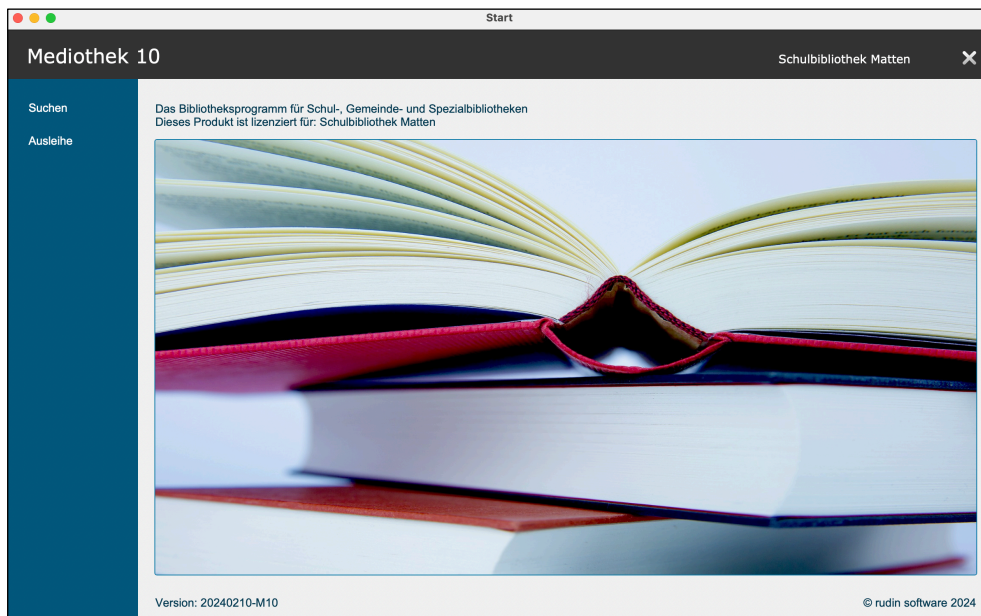 Start
Mediothek 10
Schulbibliothek Matten
Suchen
Ausleihe
Das Bibliotheksprogramm für Schul-, Gemeinde- und Spezialbibliotheken
Dieses Produkt ist lizenziert für: Schulbibliothek Matten
Version: 20240210-M10
© rudin software 2024